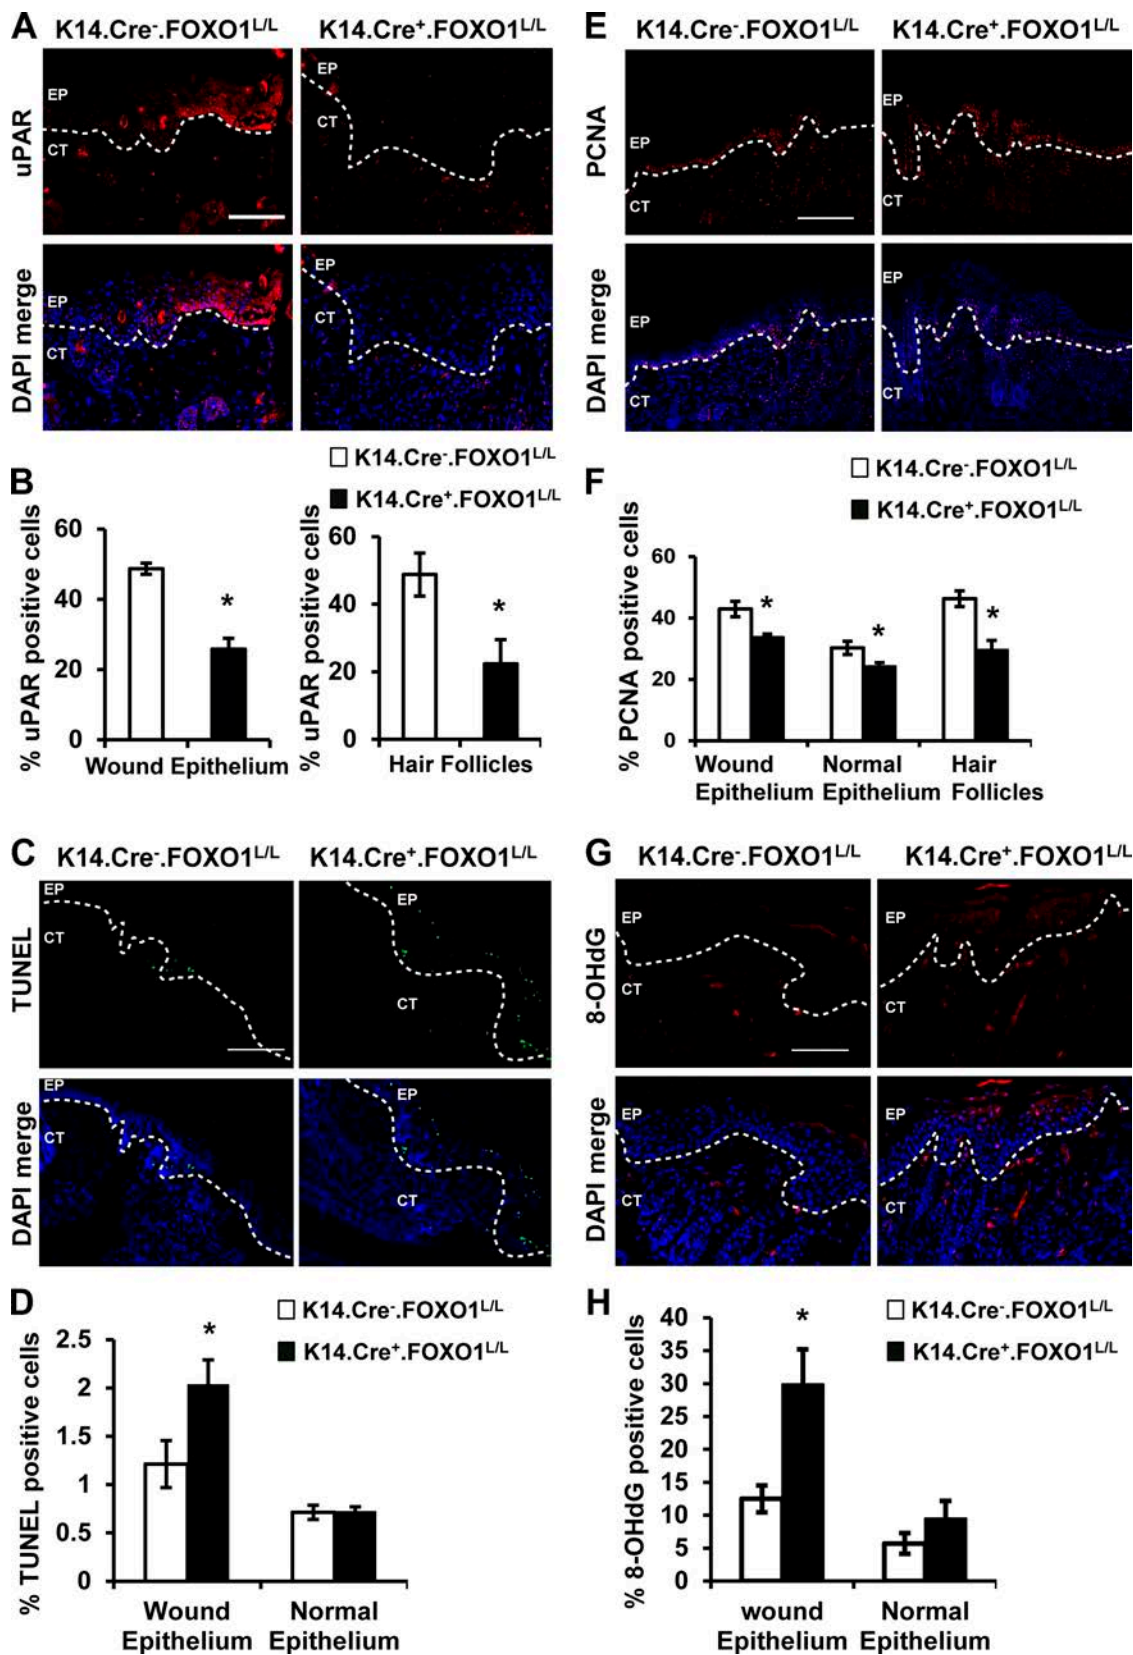 A
K14.Cre⁻.FOXO1ᴸ/ᴸ K14.Cre⁺.FOXO1ᴸ/ᴸ
uPAR
EP
CT
EP
CT
DAPI merge
EP
CT
EP
CT
B
K14.Cre⁻.FOXO1ᴸ/ᴸ
K14.Cre⁺.FOXO1ᴸ/ᴸ
% uPAR positive cells
60
40
20
0
*
Wound Epithelium
% uPAR positive cells
60
40
20
0
*
Hair Follicles
C
K14.Cre⁻.FOXO1ᴸ/ᴸ K14.Cre⁺.FOXO1ᴸ/ᴸ
TUNEL
EP
CT
EP
CT
DAPI merge
EP
CT
EP
CT
D
K14.Cre⁻.FOXO1ᴸ/ᴸ
K14.Cre⁺.FOXO1ᴸ/ᴸ
% TUNEL positive cells
2.5
2
1.5
1
0.5
0
*
Wound Epithelium
Normal Epithelium
E
K14.Cre⁻.FOXO1ᴸ/ᴸ K14.Cre⁺.FOXO1ᴸ/ᴸ
PCNA
EP
CT
EP
CT
DAPI merge
EP
CT
EP
CT
F
K14.Cre⁻.FOXO1ᴸ/ᴸ
K14.Cre⁺.FOXO1ᴸ/ᴸ
% PCNA positive cells
60
40
20
0
* * *
Wound Epithelium
Normal Epithelium
Hair Follicles
G
K14.Cre⁻.FOXO1ᴸ/ᴸ K14.Cre⁺.FOXO1ᴸ/ᴸ
8-OHdG
EP
CT
EP
CT
DAPI merge
EP
CT
EP
CT
H
K14.Cre⁻.FOXO1ᴸ/ᴸ
K14.Cre⁺.FOXO1ᴸ/ᴸ
% 8-OHdG positive cells
40
35
30
25
20
15
10
5
0
*
wound Epithelium
Normal Epithelium